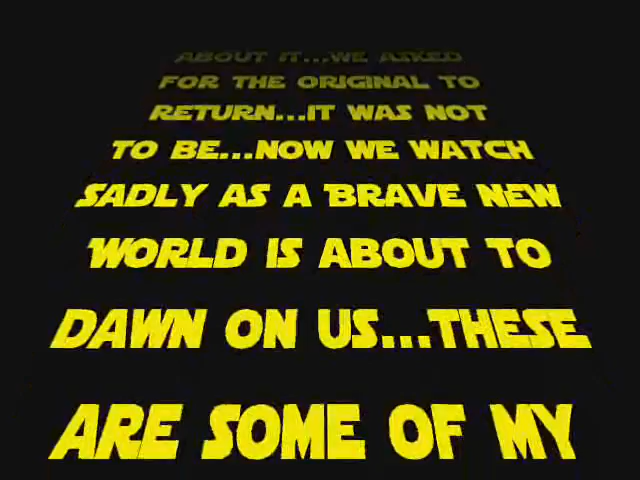 ABOUT IT...WE ASKED
FOR THE ORIGINAL TO
RETURN...IT WAS NOT
TO BE...NOW WE WATCH
SADLY AS A BRAVE NEW
WORLD IS ABOUT TO
DAWN ON US...THESE
ARE SOME OF MY